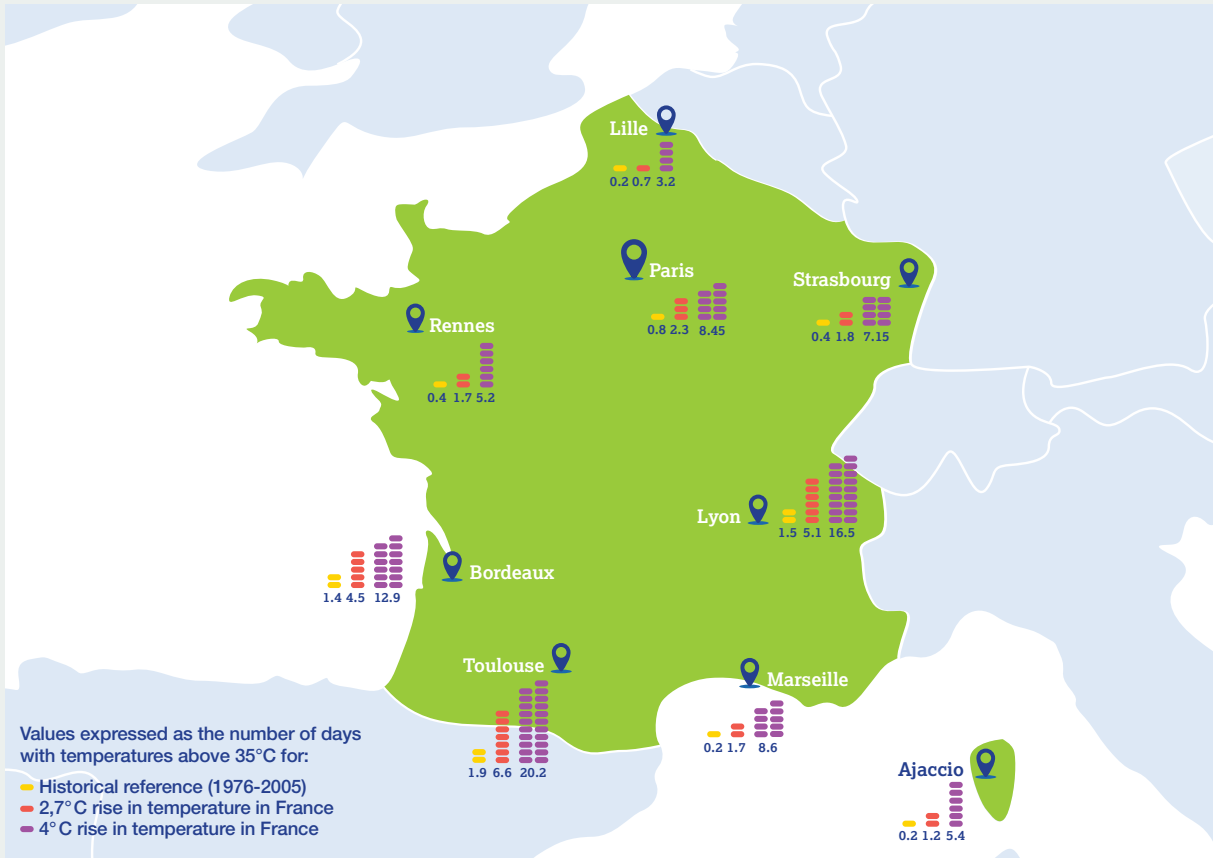 Lille
0.2 0.7 3.2
Paris
0.8 2.3 8.45
Strasbourg
0.4 1.8 7.15
Rennes
0.4 1.7 5.2
Lyon
1.5 5.1 16.5
Bordeaux
1.4 4.5 12.9
Toulouse
1.9 6.6 20.2
Marseille
0.2 1.7 8.6
Ajaccio
0.2 1.2 5.4
Values expressed as the number of days
with temperatures above 35°C for:
Historical reference (1976-2005)
2,7°C rise in temperature in France
4°C rise in temperature in France